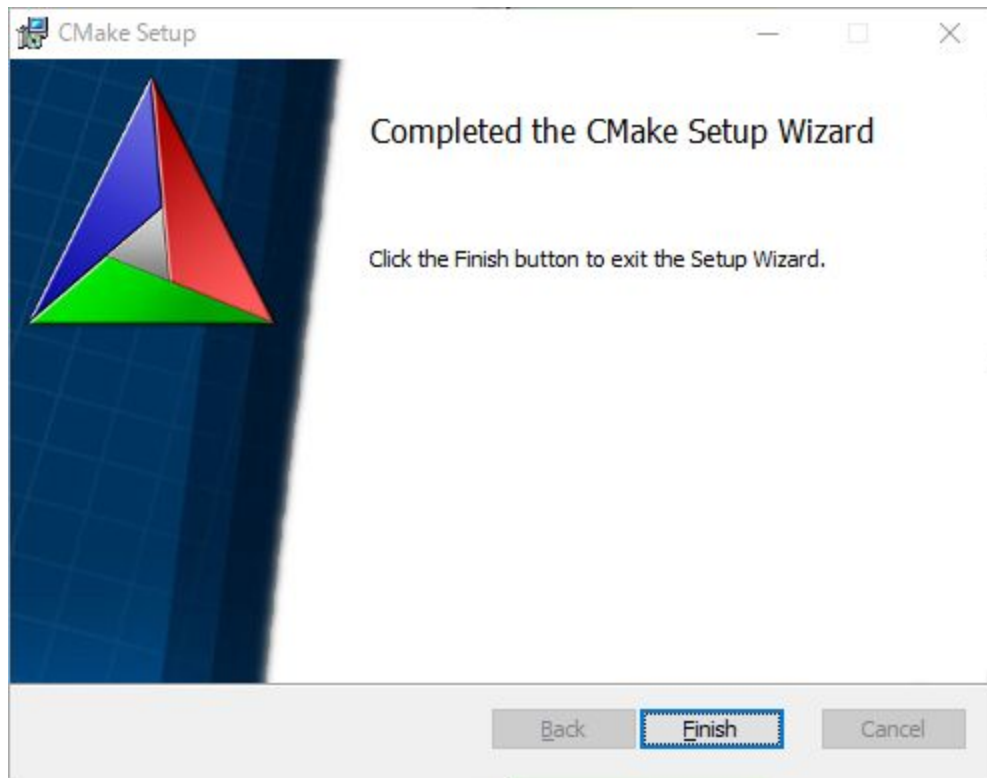 CMake Setup
Completed the CMake Setup Wizard
Click the Finish button to exit the Setup Wizard.
Back
Finish
Cancel